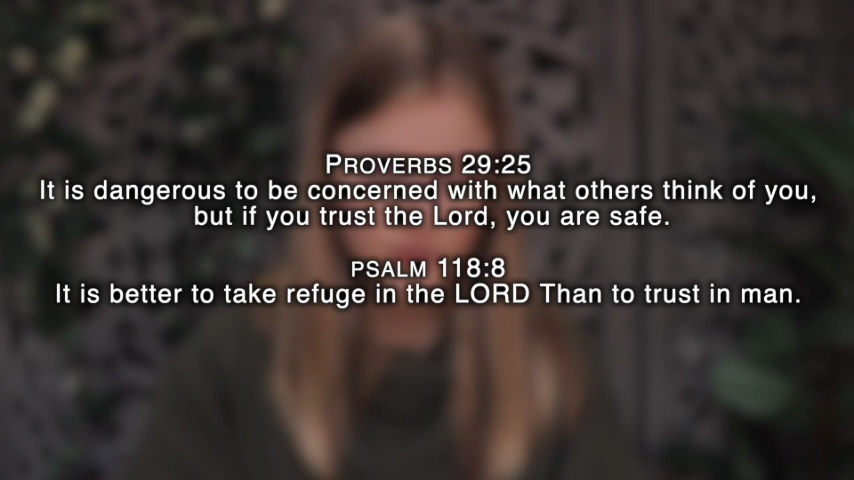 PROVERBS 29:25
It is dangerous to be concerned with what others think of you,
but if you trust the Lord, you are safe.
PSALM 118:8
It is better to take refuge in the LORD Than to trust in man.